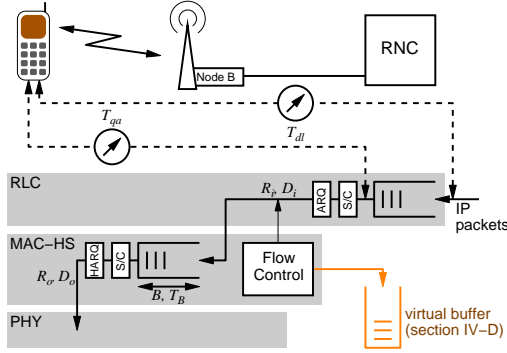 RNC
Node B
T_qa
T_dl
RLC
R_i, D_i
ARQ
S/C
IP
packets
MAC−HS
R_o, D_o
HARQ
S/C
B, T_B
Flow
Control
PHY
virtual buffer
(section IV−D)